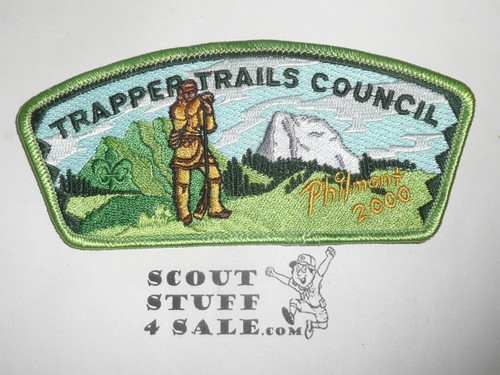 TRAPPER TRAILS COUNCIL
Philmont
2000
SCOUT
STUFF
4 SALE.com